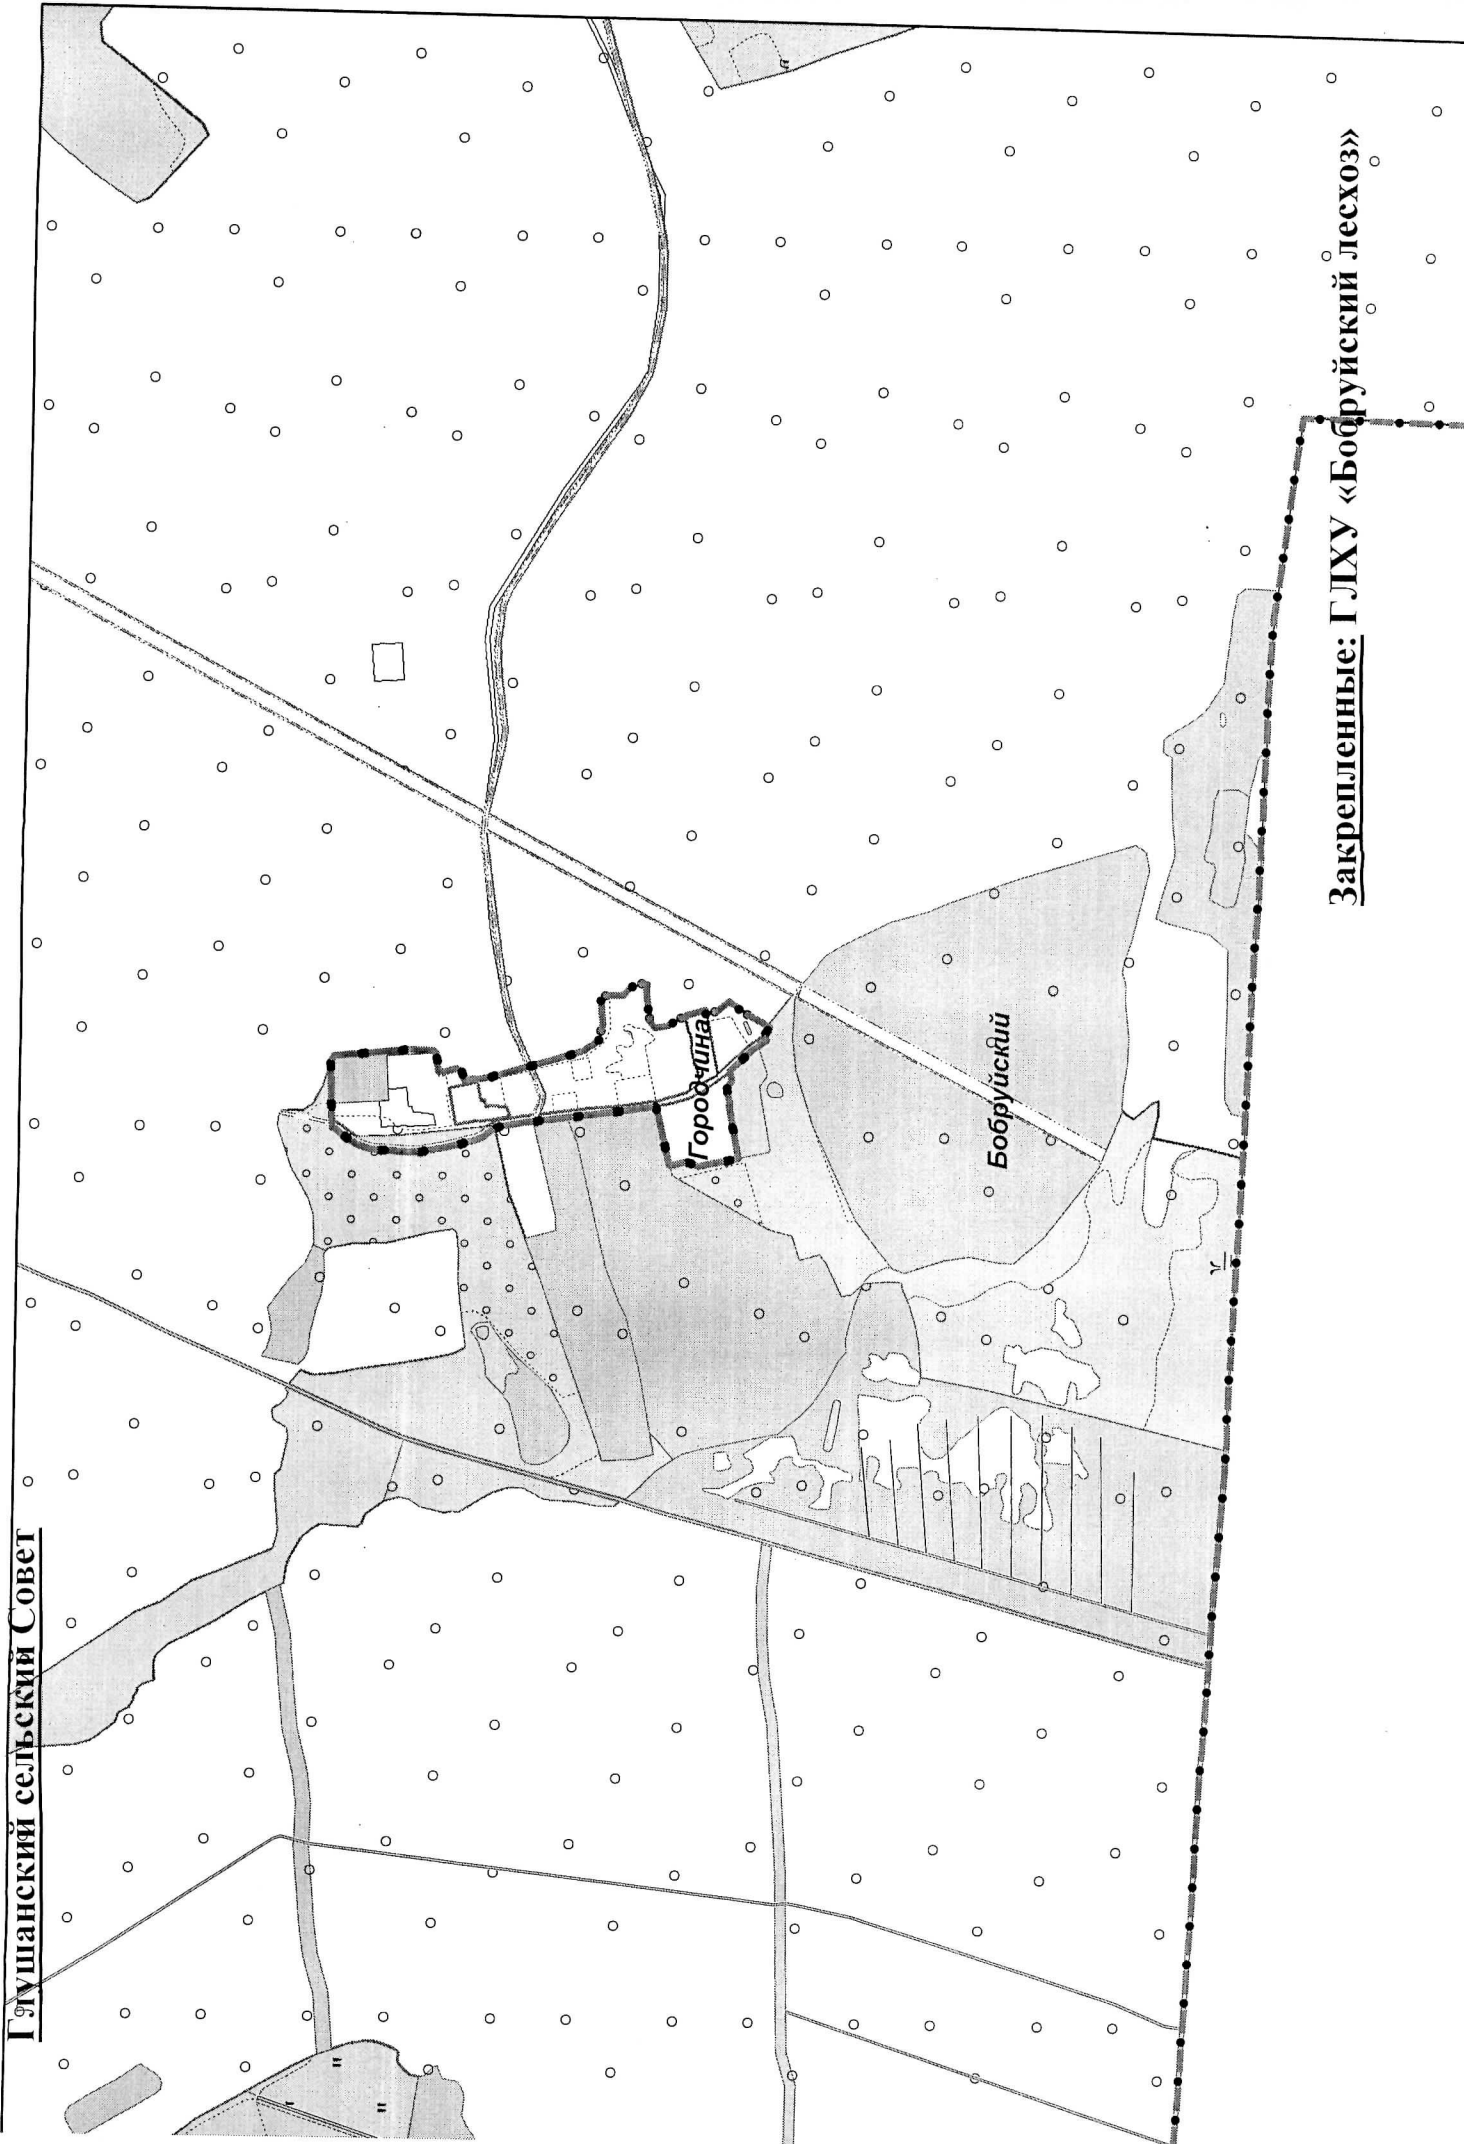 Глушанский сельский Совет
Городчина
Бобруйский
Закрепленные: ГЛХУ «Бобруйский лесхоз»